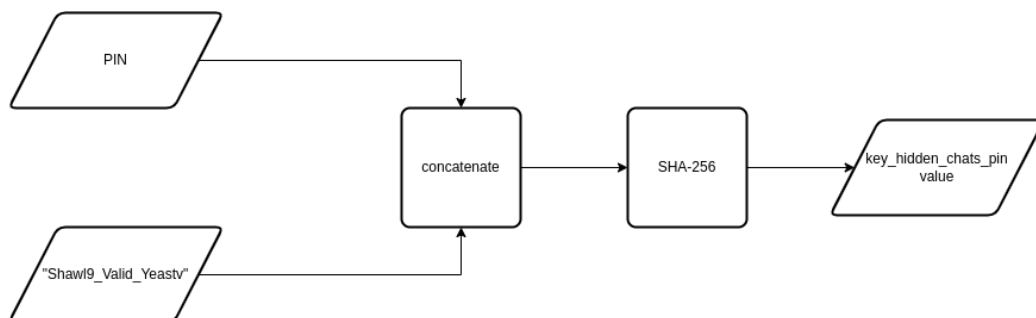 PIN
concatenate
SHA-256
key_hidden_chats_pin
value
"Shawl9_Valid_Yeastv"